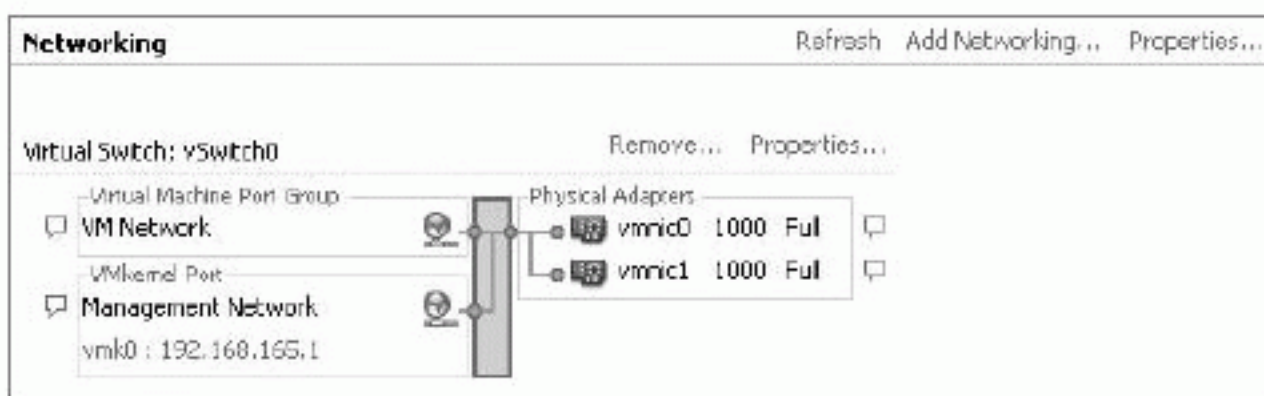 Networking Refresh Add Networking... Properties...
Virtual Switch: vSwitch0 Remove... Properties...
Virtual Machine Port Group Physical Adapters
VM Network vmnic0 1000 Full
vmnic1 1000 Full
VMkernel Port
Management Network
vmk0 : 192.168.165.1